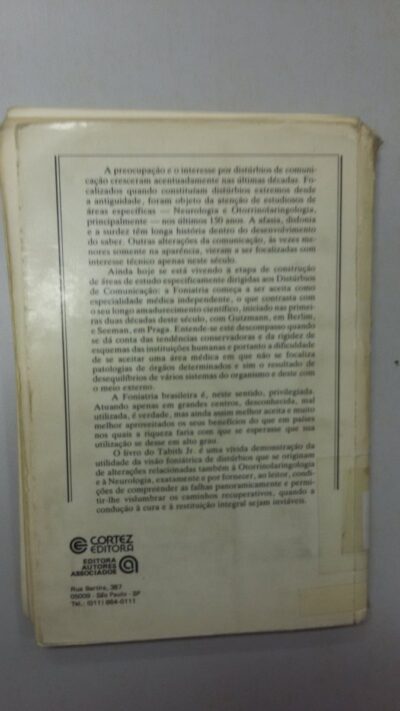 A preocupação e o interesse por distúrbios de comuni-
cação cresceram acentuadamente nas últimas décadas. Fo-
calizados quando constituíam distúrbios extremos desde
a antiguidade, foram objeto da atenção de estudiosos de
áreas específicas — Neurologia e Otorrinolaringologia,
principalmente — nos últimos 150 anos. A afasia, disfonia
e a surdez têm longa história dentro do desenvolvimento
do saber. Outras alterações da comunicação, às vezes me-
nores somente na aparência, vieram a ser focalizadas com
interesse técnico apenas neste século.
Ainda hoje se está vivendo a etapa de construção
de áreas de estudo especificamente dirigidas aos Distúrbios
de Comunicação: a Foniatria começa a ser aceita como
especialidade médica independente, o que contrasta com
o seu longo amadurecimento científico, iniciado nas primei-
ras duas décadas deste século, com Gutzmann, em Berlim,
e Seeman, em Praga. Entende-se este descompasso quando
se dá conta das tendências conservadoras e da rigidez de
esquemas das instituições humanas e portanto a dificuldade
de se aceitar uma área médica em que não se focaliza
patologias de órgãos determinados e sim o resultado de
desequilíbrios de vários sistemas do organismo e deste com
o meio externo.
A Foniatria brasileira é, neste sentido, privilegiada.
Atuando apenas em grandes centros, desconhecida, mal
utilizada, é verdade, mas ainda assim melhor aceita e muito
melhor aproveitados os seus benefícios do que em países
nos quais a riqueza faria com que se esperasse que sua
utilização se desse em alto grau.
O livro do Tabith Jr. é uma vívida demonstração da
utilidade da visão foniátrica de distúrbios que se originam
de alterações relacionadas também à Otorrinolaringologia
e à Neurologia, exatamente e por fornecer, ao leitor, condi-
ções de compreender as falhas panoramicamente e permi-
tir-lhe vislumbrar os caminhos recuperativos, quando a
condução à cura e à restituição integral sejam inviáveis.
CORTEZ
EDITORA
EDITORA
AUTORES
ASSOCIADOS
Rua Bartira, 387
05009 - São Paulo - SP
Tel.: (011) 864-0111